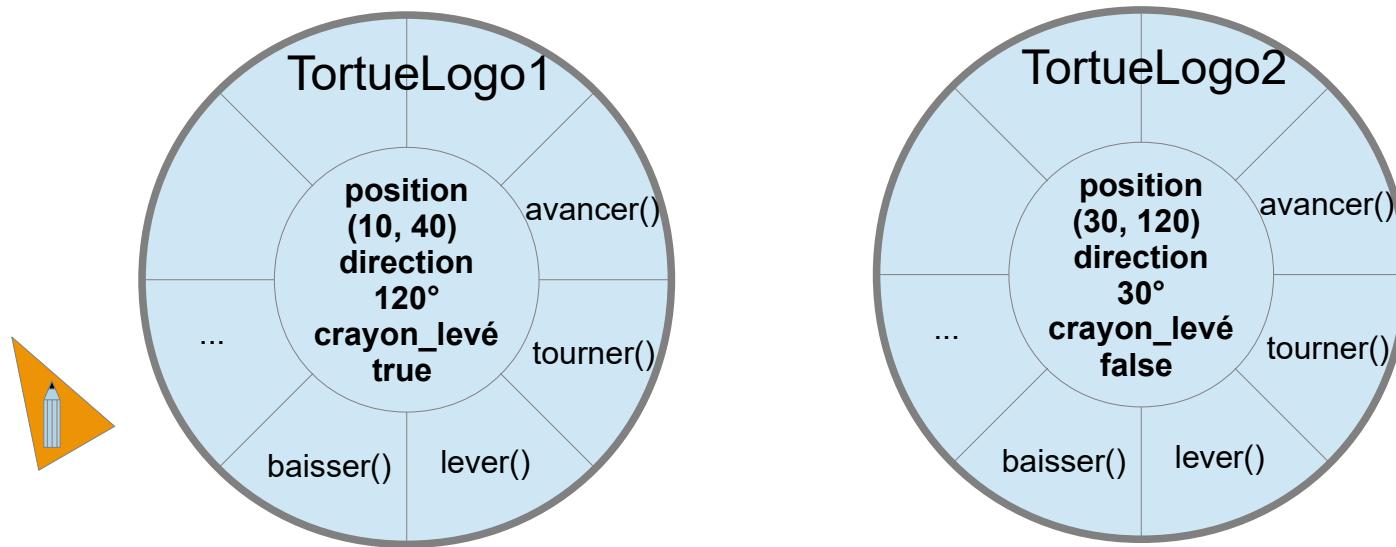 TortueLogo1
position
(10, 40)
direction
120°
crayon_levé
true
avancer()
tourner()
lever()
baisser()
...
TortueLogo2
position
(30, 120)
direction
30°
crayon_levé
false
avancer()
tourner()
lever()
baisser()
...